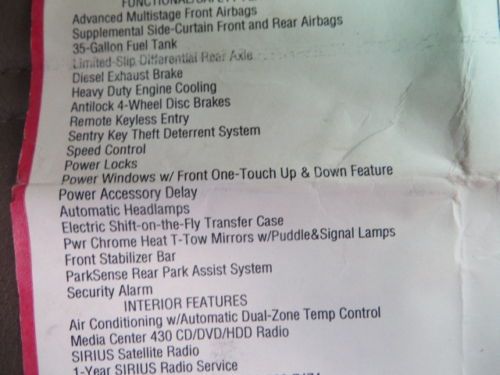 FUNCTIONAL/SAFETY
Advanced Multistage Front Airbags
Supplemental Side-Curtain Front and Rear Airbags
35-Gallon Fuel Tank
Limited-Slip Differential Rear Axle
Diesel Exhaust Brake
Heavy Duty Engine Cooling
Antilock 4-Wheel Disc Brakes
Remote Keyless Entry
Sentry Key Theft Deterrent System
Speed Control
Power Locks
Power Windows w/ Front One-Touch Up & Down Feature
Power Accessory Delay
Automatic Headlamps
Electric Shift-on-the-Fly Transfer Case
Pwr Chrome Heat T-Tow Mirrors w/Puddle&Signal Lamps
Front Stabilizer Bar
ParkSense Rear Park Assist System
Security Alarm
INTERIOR FEATURES
Air Conditioning w/Automatic Dual-Zone Temp Control
Media Center 430 CD/DVD/HDD Radio
SIRIUS Satellite Radio
1-Year SIRIUS Radio Service